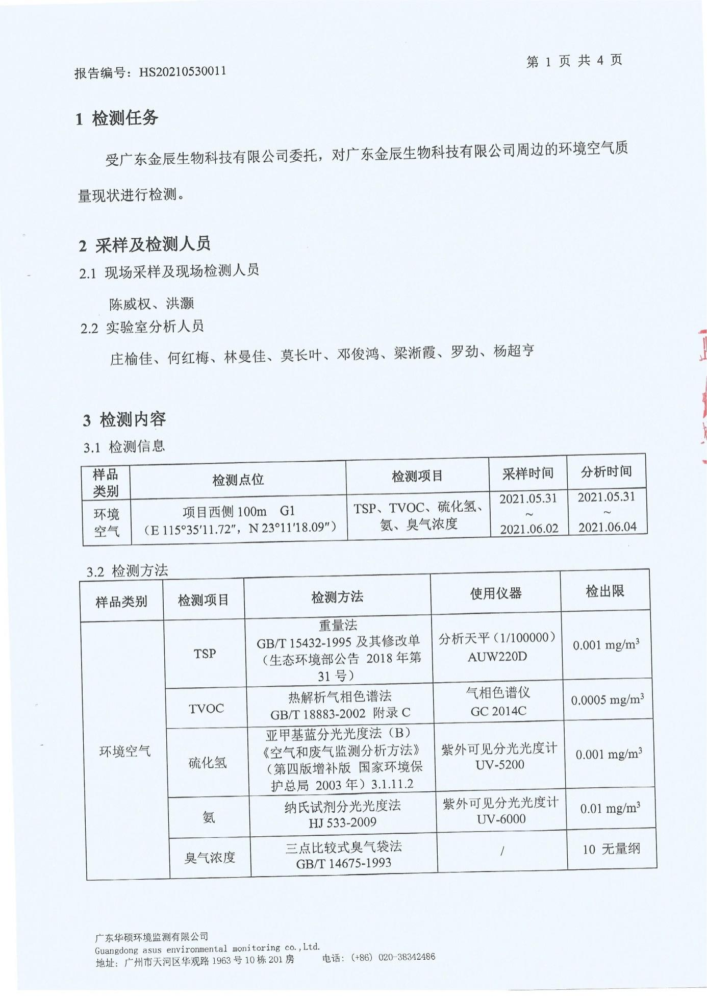 报告编号：HS20210530011
第 1 页 共 4 页
1 检测任务
受广东金辰生物科技有限公司委托，对广东金辰生物科技有限公司周边的环境空气质
量现状进行检测。
2 采样及检测人员
2.1 现场采样及现场检测人员
陈威权、洪灏
2.2 实验室分析人员
庄榆佳、何红梅、林曼佳、莫长叶、邓俊鸿、梁淅霞、罗劲、杨超亨
3 检测内容
3.1 检测信息
样品
类别
检测点位
检测项目
采样时间
分析时间
环境
空气
项目西侧 100m G1
（E 115°35′11.72″，N 23°11′18.09″）
TSP、TVOC、硫化氢、
氨、臭气浓度
2021.05.31
~
2021.06.02
2021.05.31
~
2021.06.04
3.2 检测方法
样品类别
检测项目
检测方法
使用仪器
检出限
环境空气
TSP
重量法
GB/T 15432-1995 及其修改单
（生态环境部公告 2018 年第
31 号）
分析天平（1/100000）
AUW220D
0.001 mg/m³
TVOC
热解析气相色谱法
GB/T 18883-2002 附录 C
气相色谱仪
GC 2014C
0.0005 mg/m³
硫化氢
亚甲基蓝分光光度法（B）
《空气和废气监测分析方法》
（第四版增补版 国家环境保
护总局 2003 年）3.1.11.2
紫外可见分光光度计
UV-5200
0.001 mg/m³
氨
纳氏试剂分光光度法
HJ 533-2009
紫外可见分光光度计
UV-6000
0.01 mg/m³
臭气浓度
三点比较式臭气袋法
GB/T 14675-1993
/
10 无量纲
广东华硕环境监测有限公司
Guangdong asus environmental monitoring co.,Ltd.
地址：广州市天河区华观路 1963 号 10 栋 201 房 电话：（+86）020-38342486